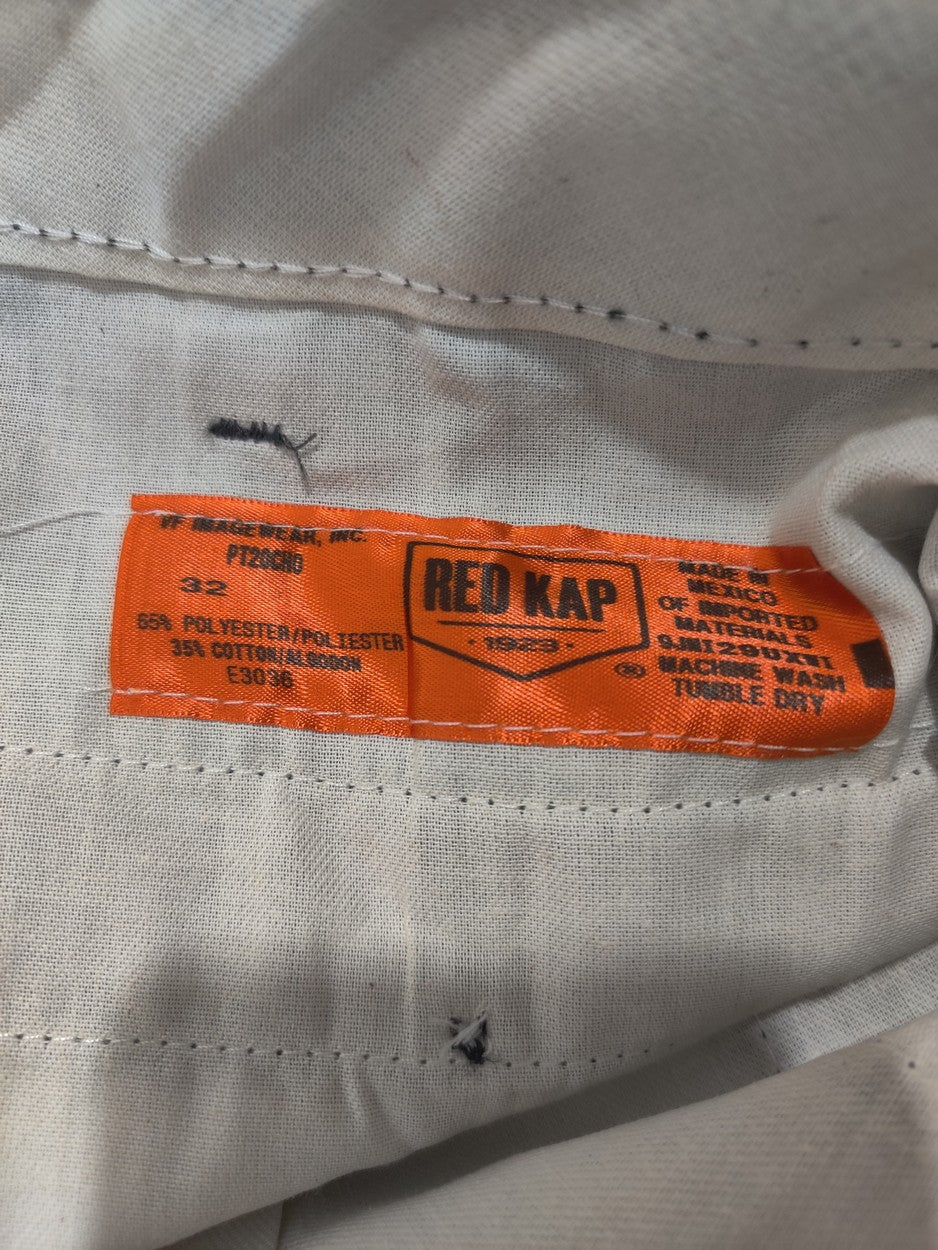 VF IMAGEWEAR, INC.
PT20CHO
32
65% POLYESTER/POLIESTER
35% COTTON/ALGODON
E3036
RED KAP
· 1923 ·
®
MADE IN
MEXICO
OF IMPORTED
MATERIALS
MACHINE WASH
TUMBLE DRY